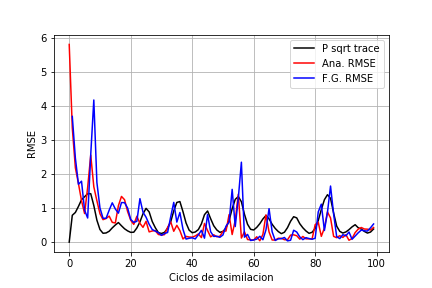 P sqrt trace
Ana. RMSE
F.G. RMSE
6
5
4
3
2
1
0
RMSE
0 20 40 60 80 100
Ciclos de asimilacion